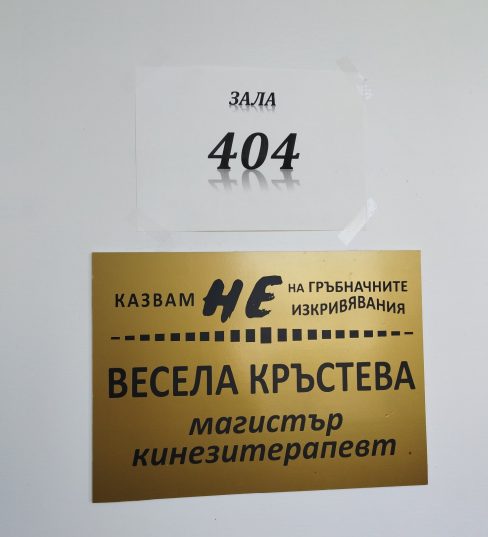 ЗАЛА
404
КАЗВАМ НЕ НА ГРЪБНАЧНИТЕ
ИЗКРИВЯВАНИЯ
ВЕСЕЛА КРЪСТЕВА
магистър
кинезитерапевт